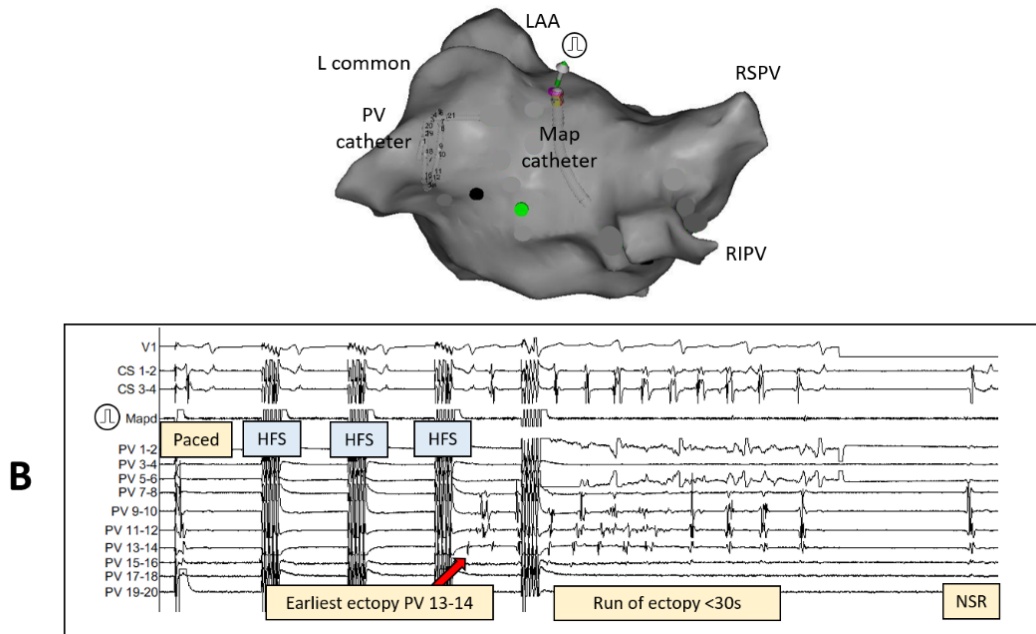 LAA
L common
RSPV
PV
catheter
Map
catheter
RIPV
B
V1
CS 1-2
CS 3-4
Mapd
Paced
HFS
HFS
HFS
PV 1-2
PV 3-4
PV 5-6
PV 7-8
PV 9-10
PV 11-12
PV 13-14
PV 15-16
PV 17-18
PV 19-20
Earliest ectopy PV 13-14
Run of ectopy <30s
NSR